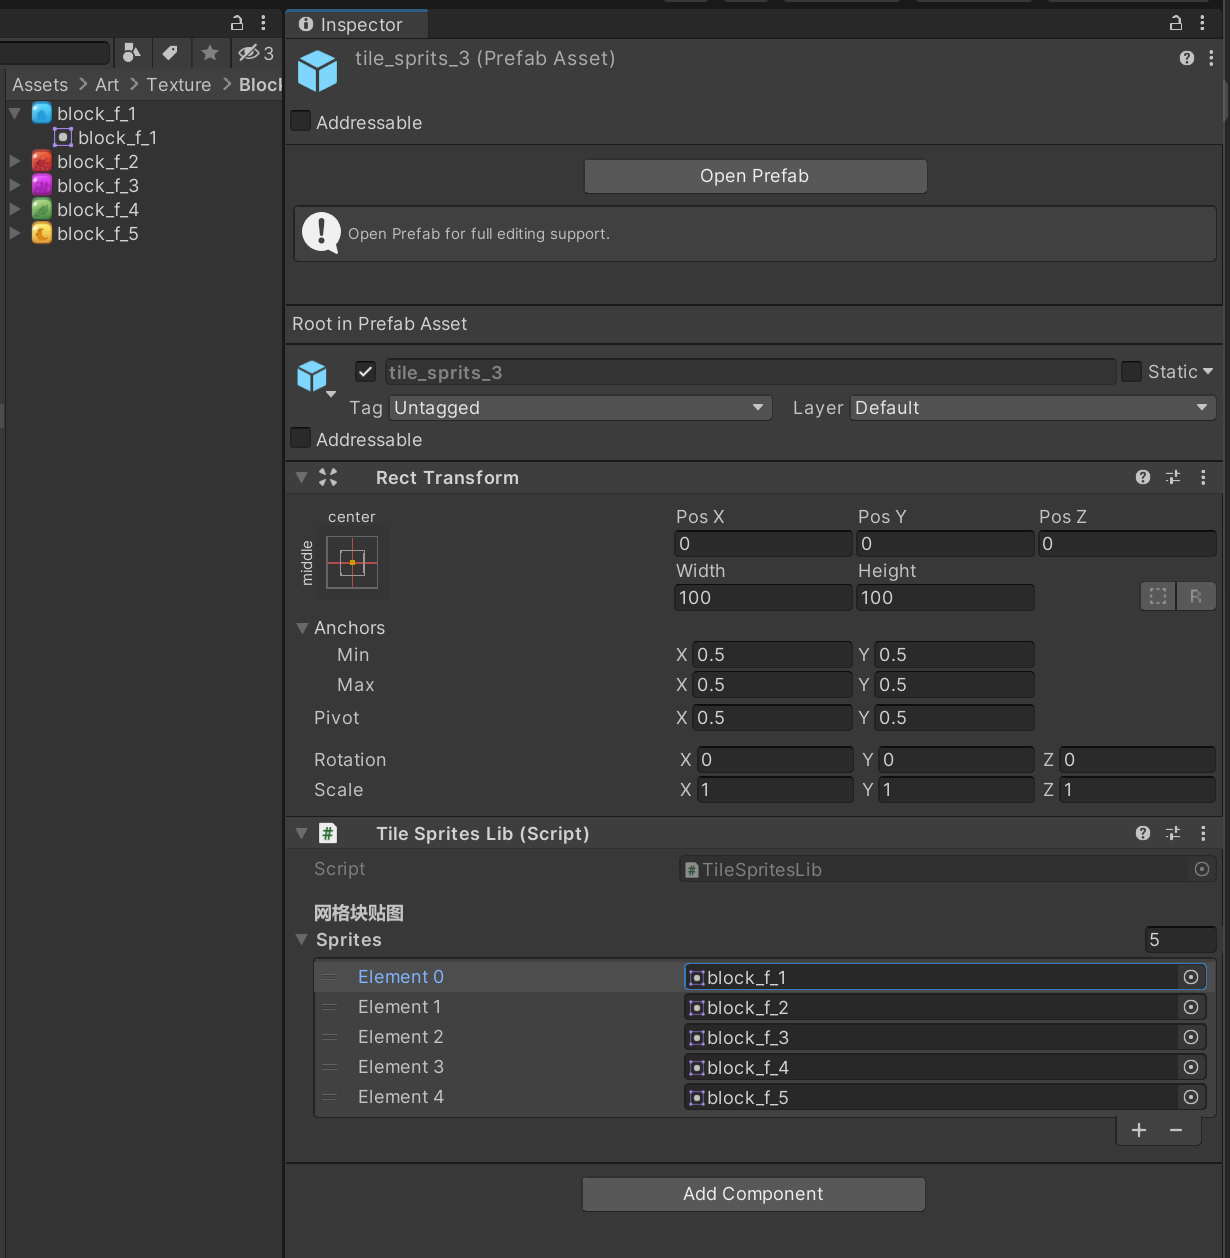 3
Assets > Art > Texture > Block
block_f_1
block_f_1
block_f_2
block_f_3
block_f_4
block_f_5
Inspector
tile_sprits_3 (Prefab Asset)
Addressable
Open Prefab
Open Prefab for full editing support.
Root in Prefab Asset
tile_sprits_3
Static
Tag Untagged
Layer Default
Addressable
Rect Transform
center
middle
Pos X Pos Y Pos Z
0 0 0
Width Height
100 100
R
Anchors
Min X 0.5 Y 0.5
Max X 0.5 Y 0.5
Pivot X 0.5 Y 0.5
Rotation X 0 Y 0 Z 0
Scale X 1 Y 1 Z 1
# Tile Sprites Lib (Script)
Script # TileSpritesLib
网格块贴图
Sprites 5
Element 0 block_f_1
Element 1 block_f_2
Element 2 block_f_3
Element 3 block_f_4
Element 4 block_f_5
+ −
Add Component